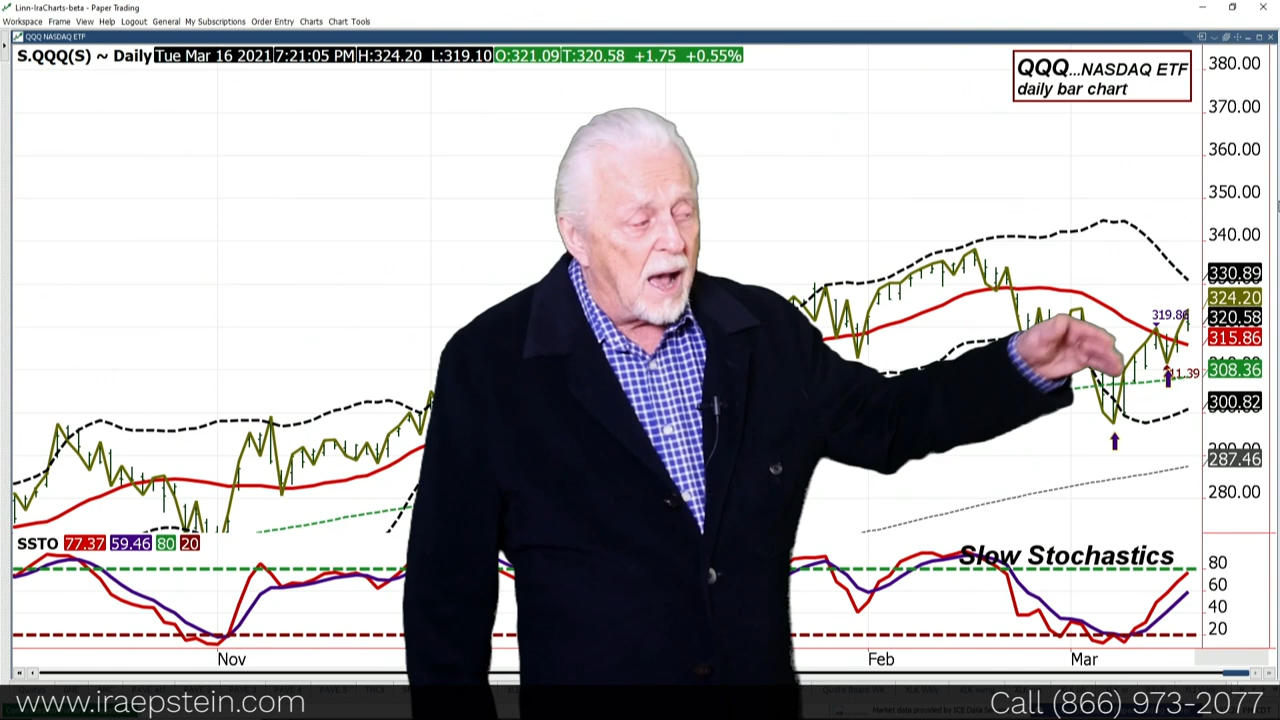 Linn-IraCharts-beta - Paper Trading
Workspace Frame View Help Logout General My Subscriptions Order Entry Charts Chart Tools
QQQ NASDAQ ETF
S.QQQ(S) ~ Daily Tue Mar 16 2021 7:21:05 PM H:324.20 L:319.10 O:321.09 T:320.58 +1.75 +0.55%
QQQ...NASDAQ ETF
daily bar chart
380.00
370.00
360.00
350.00
340.00
330.89
324.20
319.86
320.58
315.86
308.36
300.82
287.46
280.00
SSTO 77.37 59.46 80 20
Slow Stochastics
80
60
40
20
Nov
Feb
Mar
www.iraepstein.com
Call (866) 973-2077